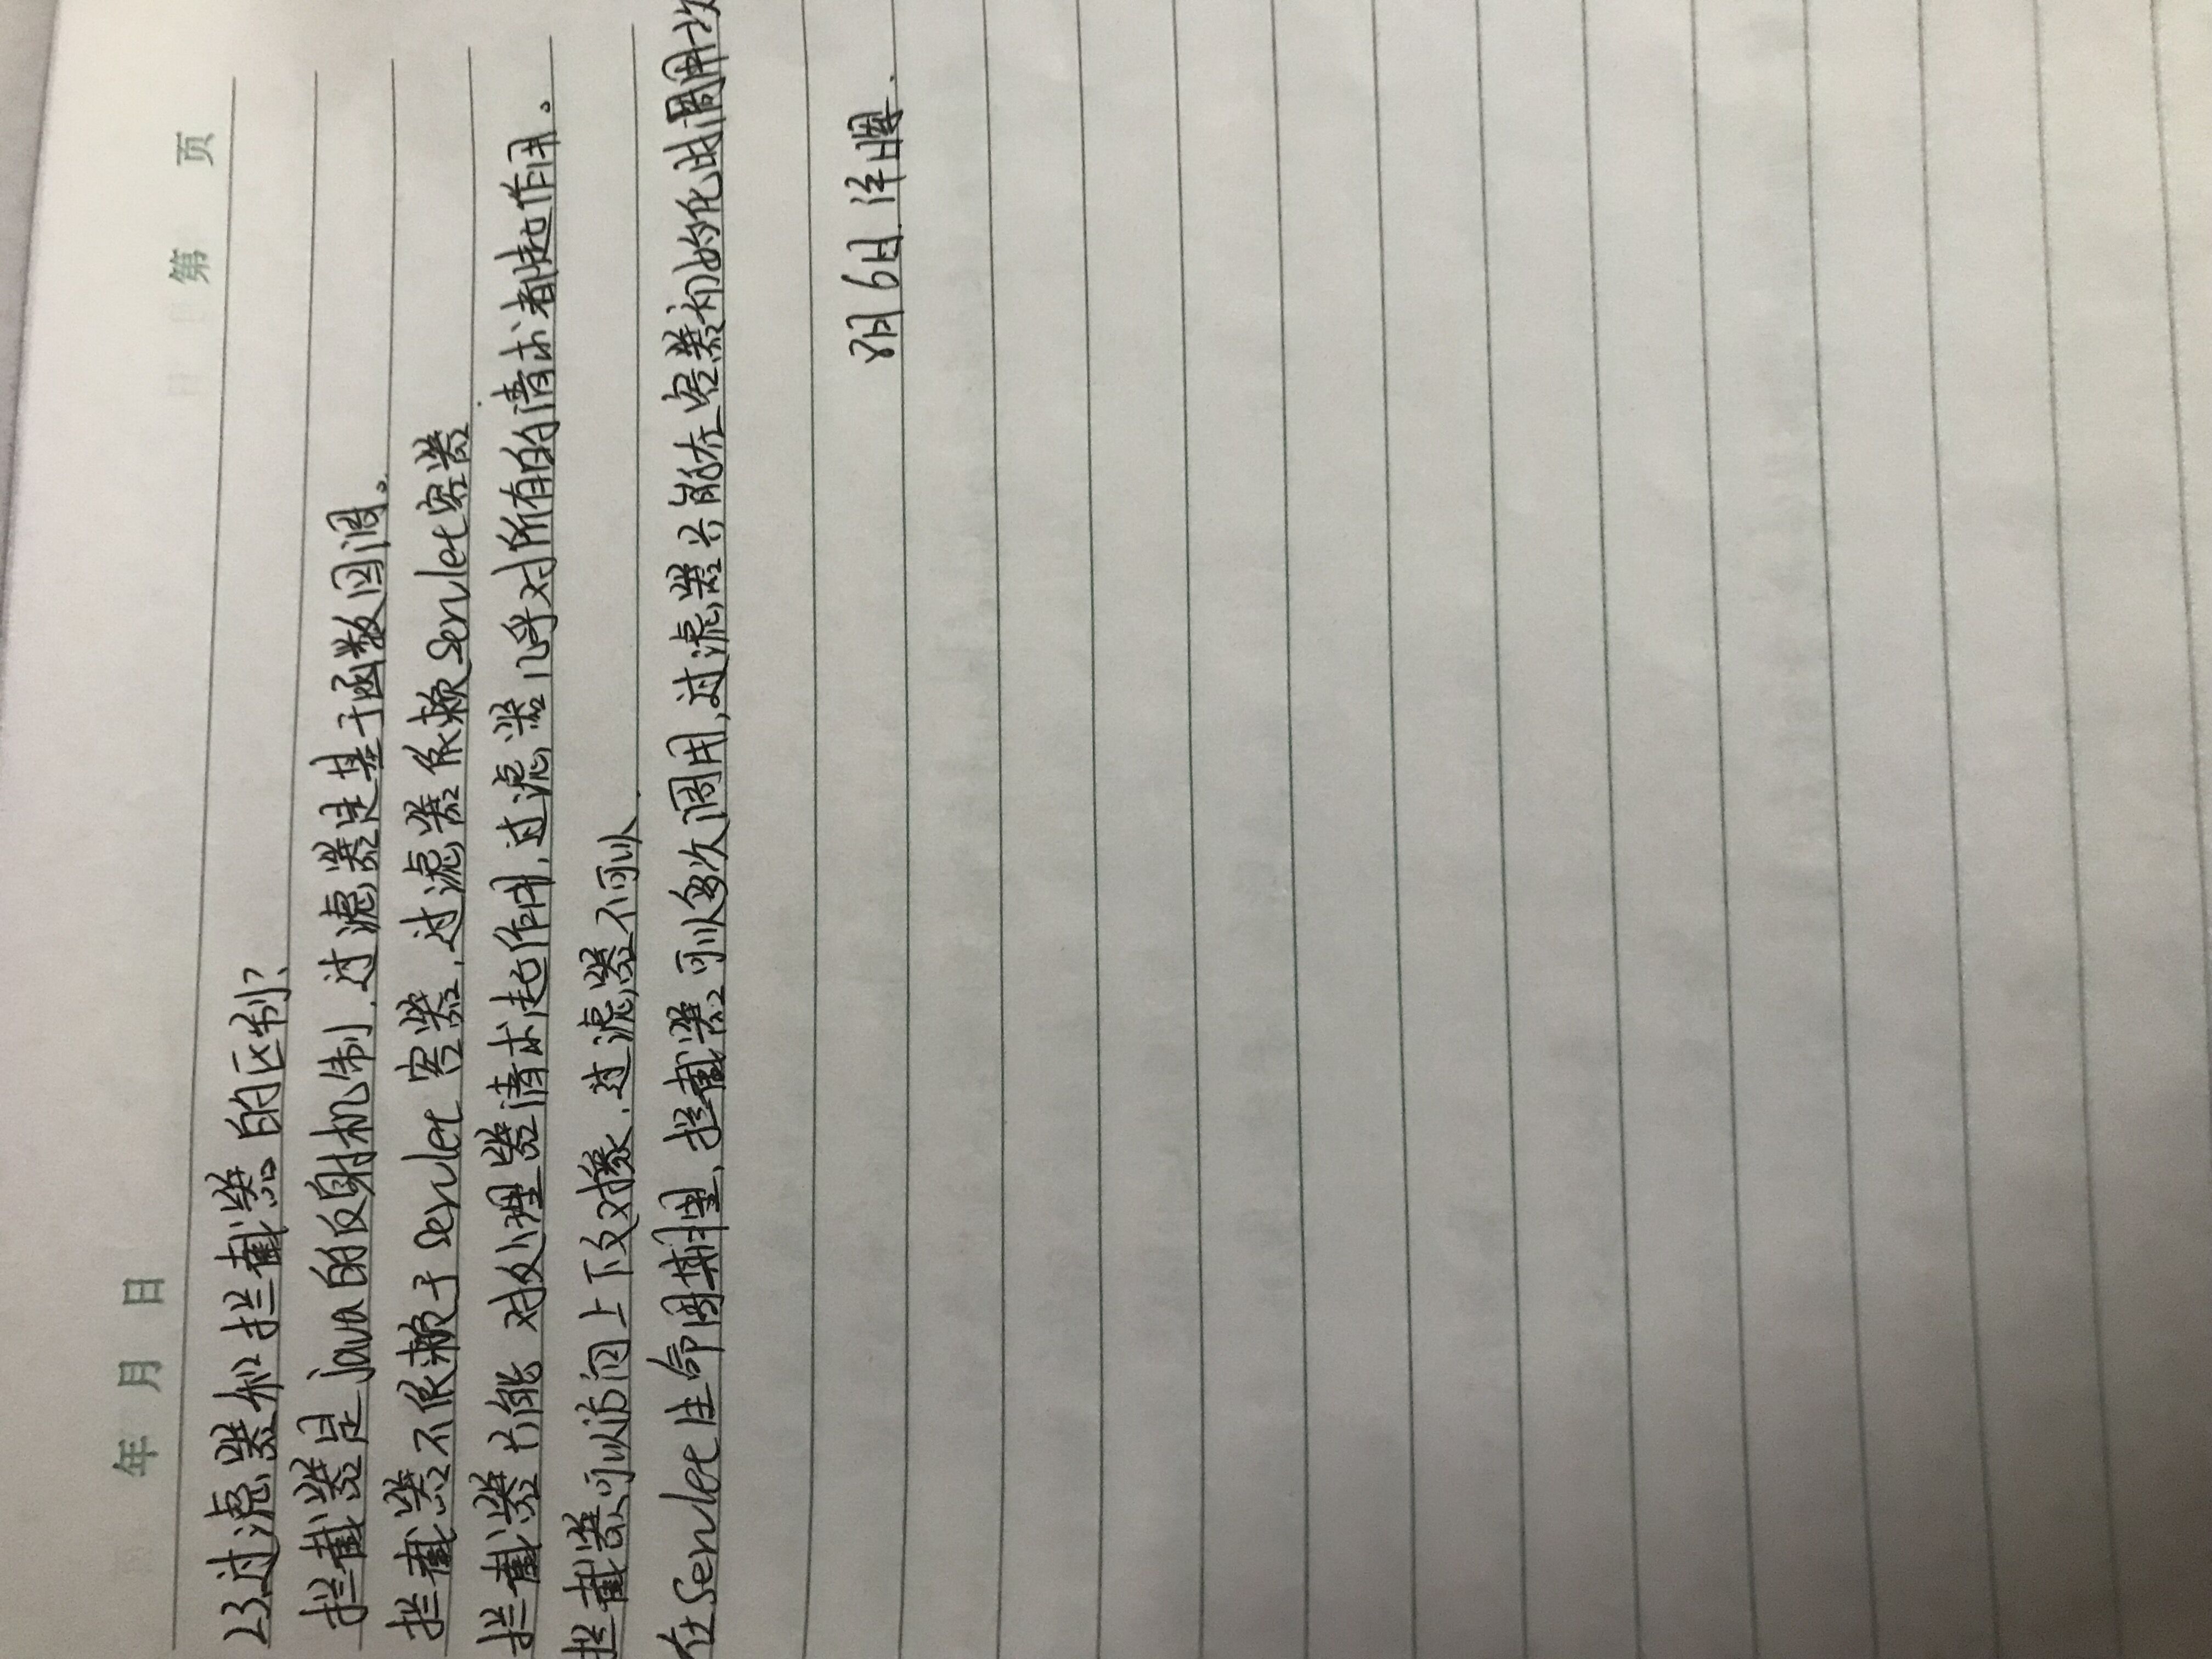 年 月 日
第 页
23.过滤器和拦截器的区别?
拦截器是java的反射机制,过滤器是基于函数回调。
拦截器不依赖于servlet容器,过滤器依赖servlet容器.
拦截器只能对处理器请求起作用,过滤器几乎对所有的请求都起作用。
拦截器可以访问上下文对象,过滤器不可以.
在servlet生命周期里,拦截器可以多次调用,过滤器只能在容器初始化时调用一次
8月6日.